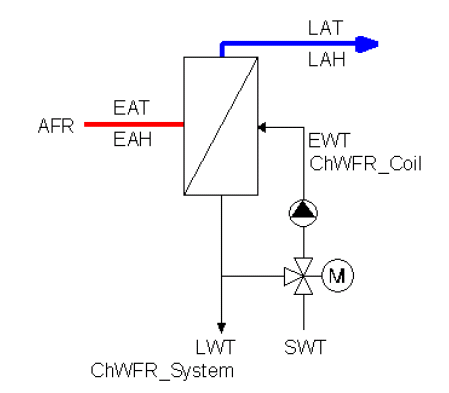 LAT
LAH
EAT
AFR
EAH
EWT
ChWFR_Coil
M
LWT
SWT
ChWFR_System